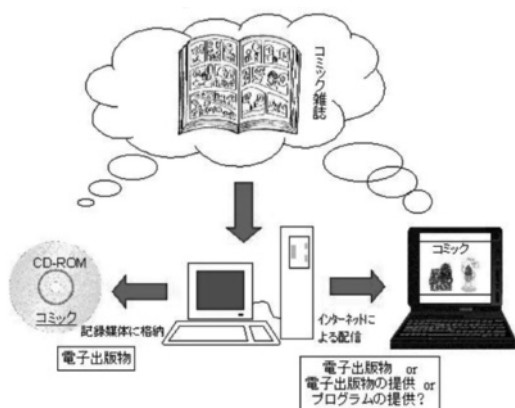 コミック雑誌
CD-ROM
コミック
記録媒体に格納
電子出版物
インターネットに
よる配信
コミック
電子出版物 or
電子出版物の提供 or
プログラムの提供？